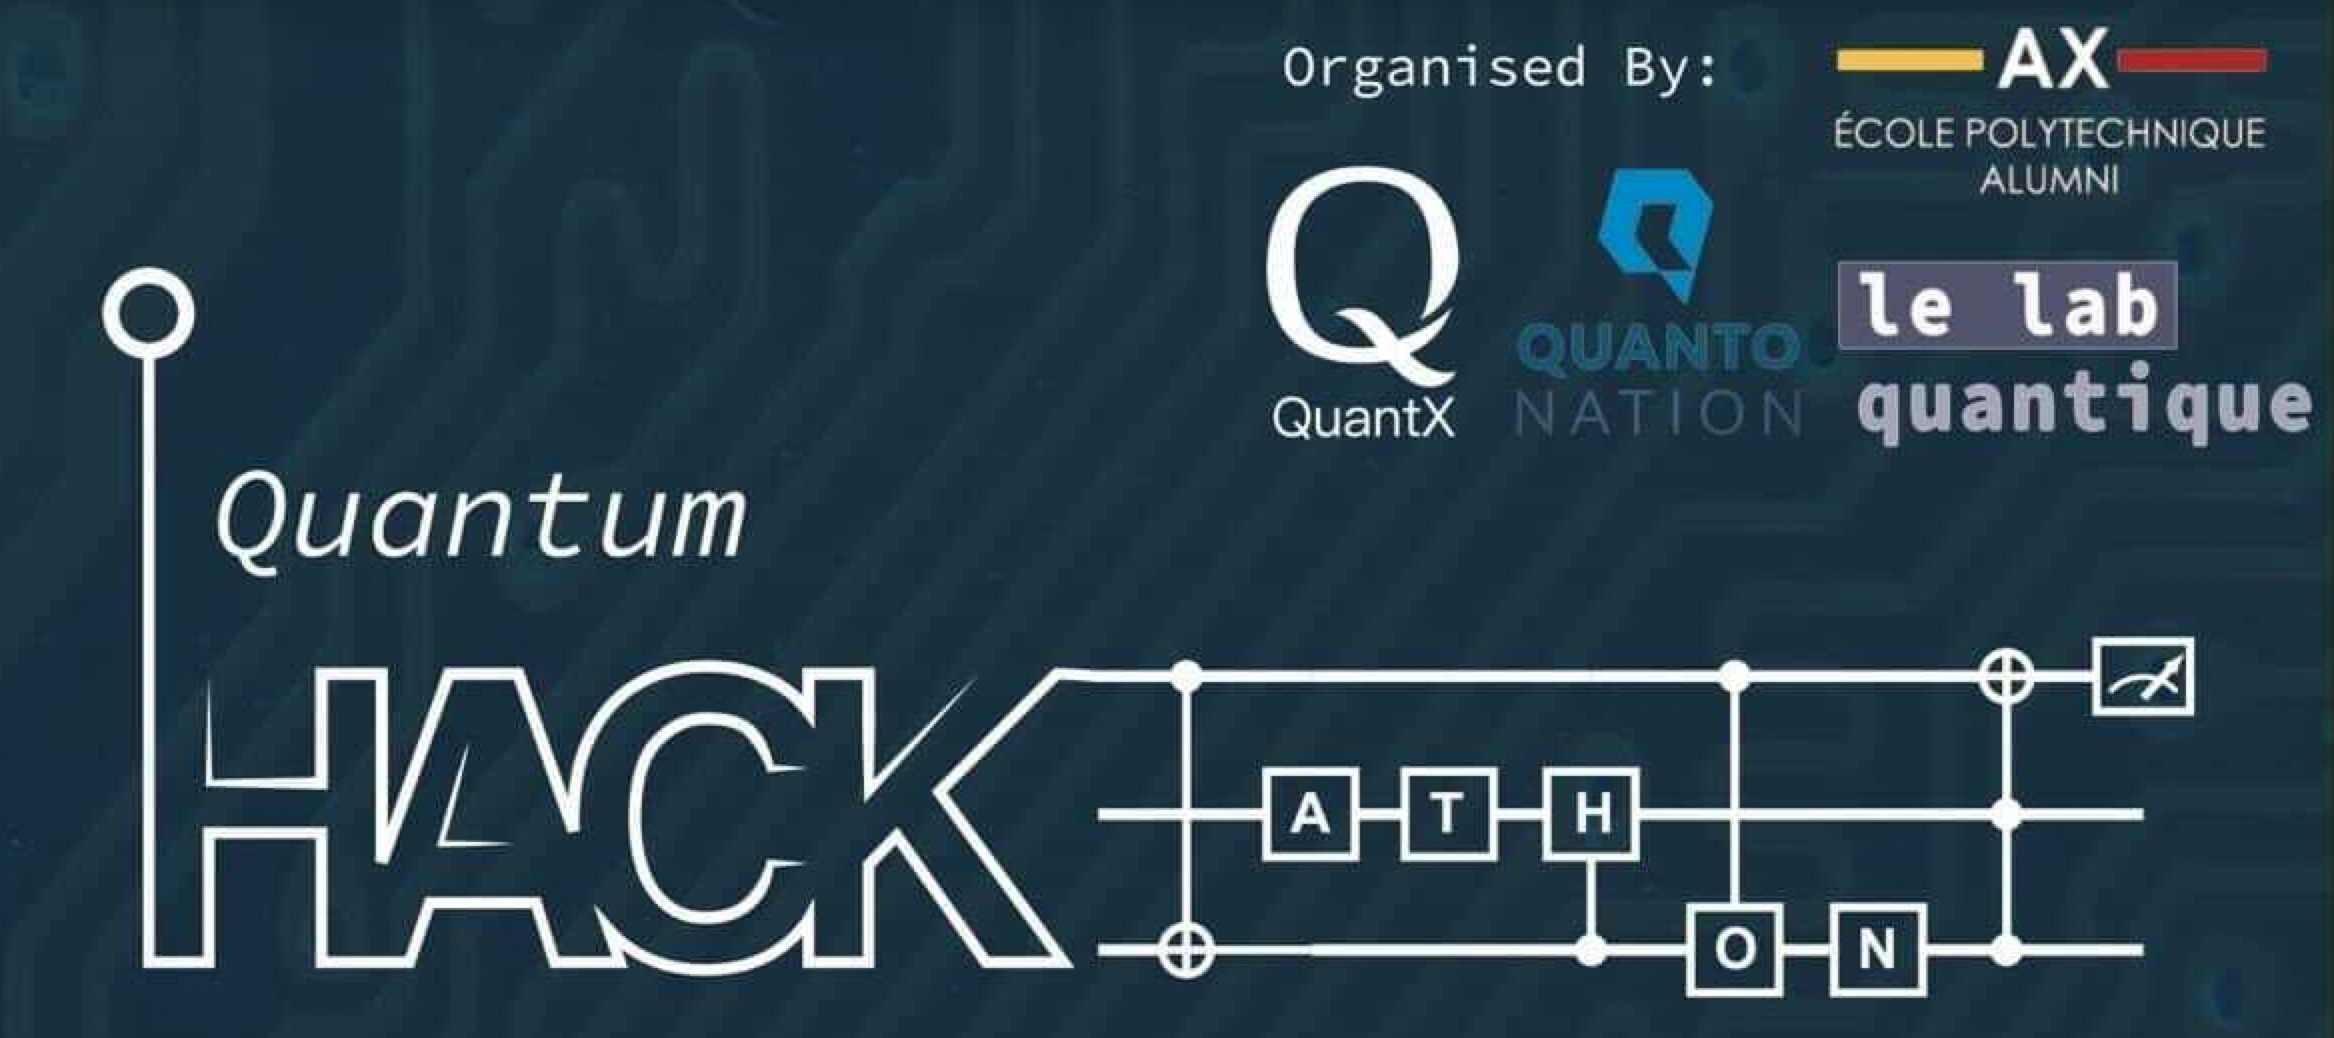 Organised By:
AX
ÉCOLE POLYTECHNIQUE
ALUMNI
Q
QuantX
QUANTO
NATION
le lab
quantique
Quantum
HACK
A T H
O N